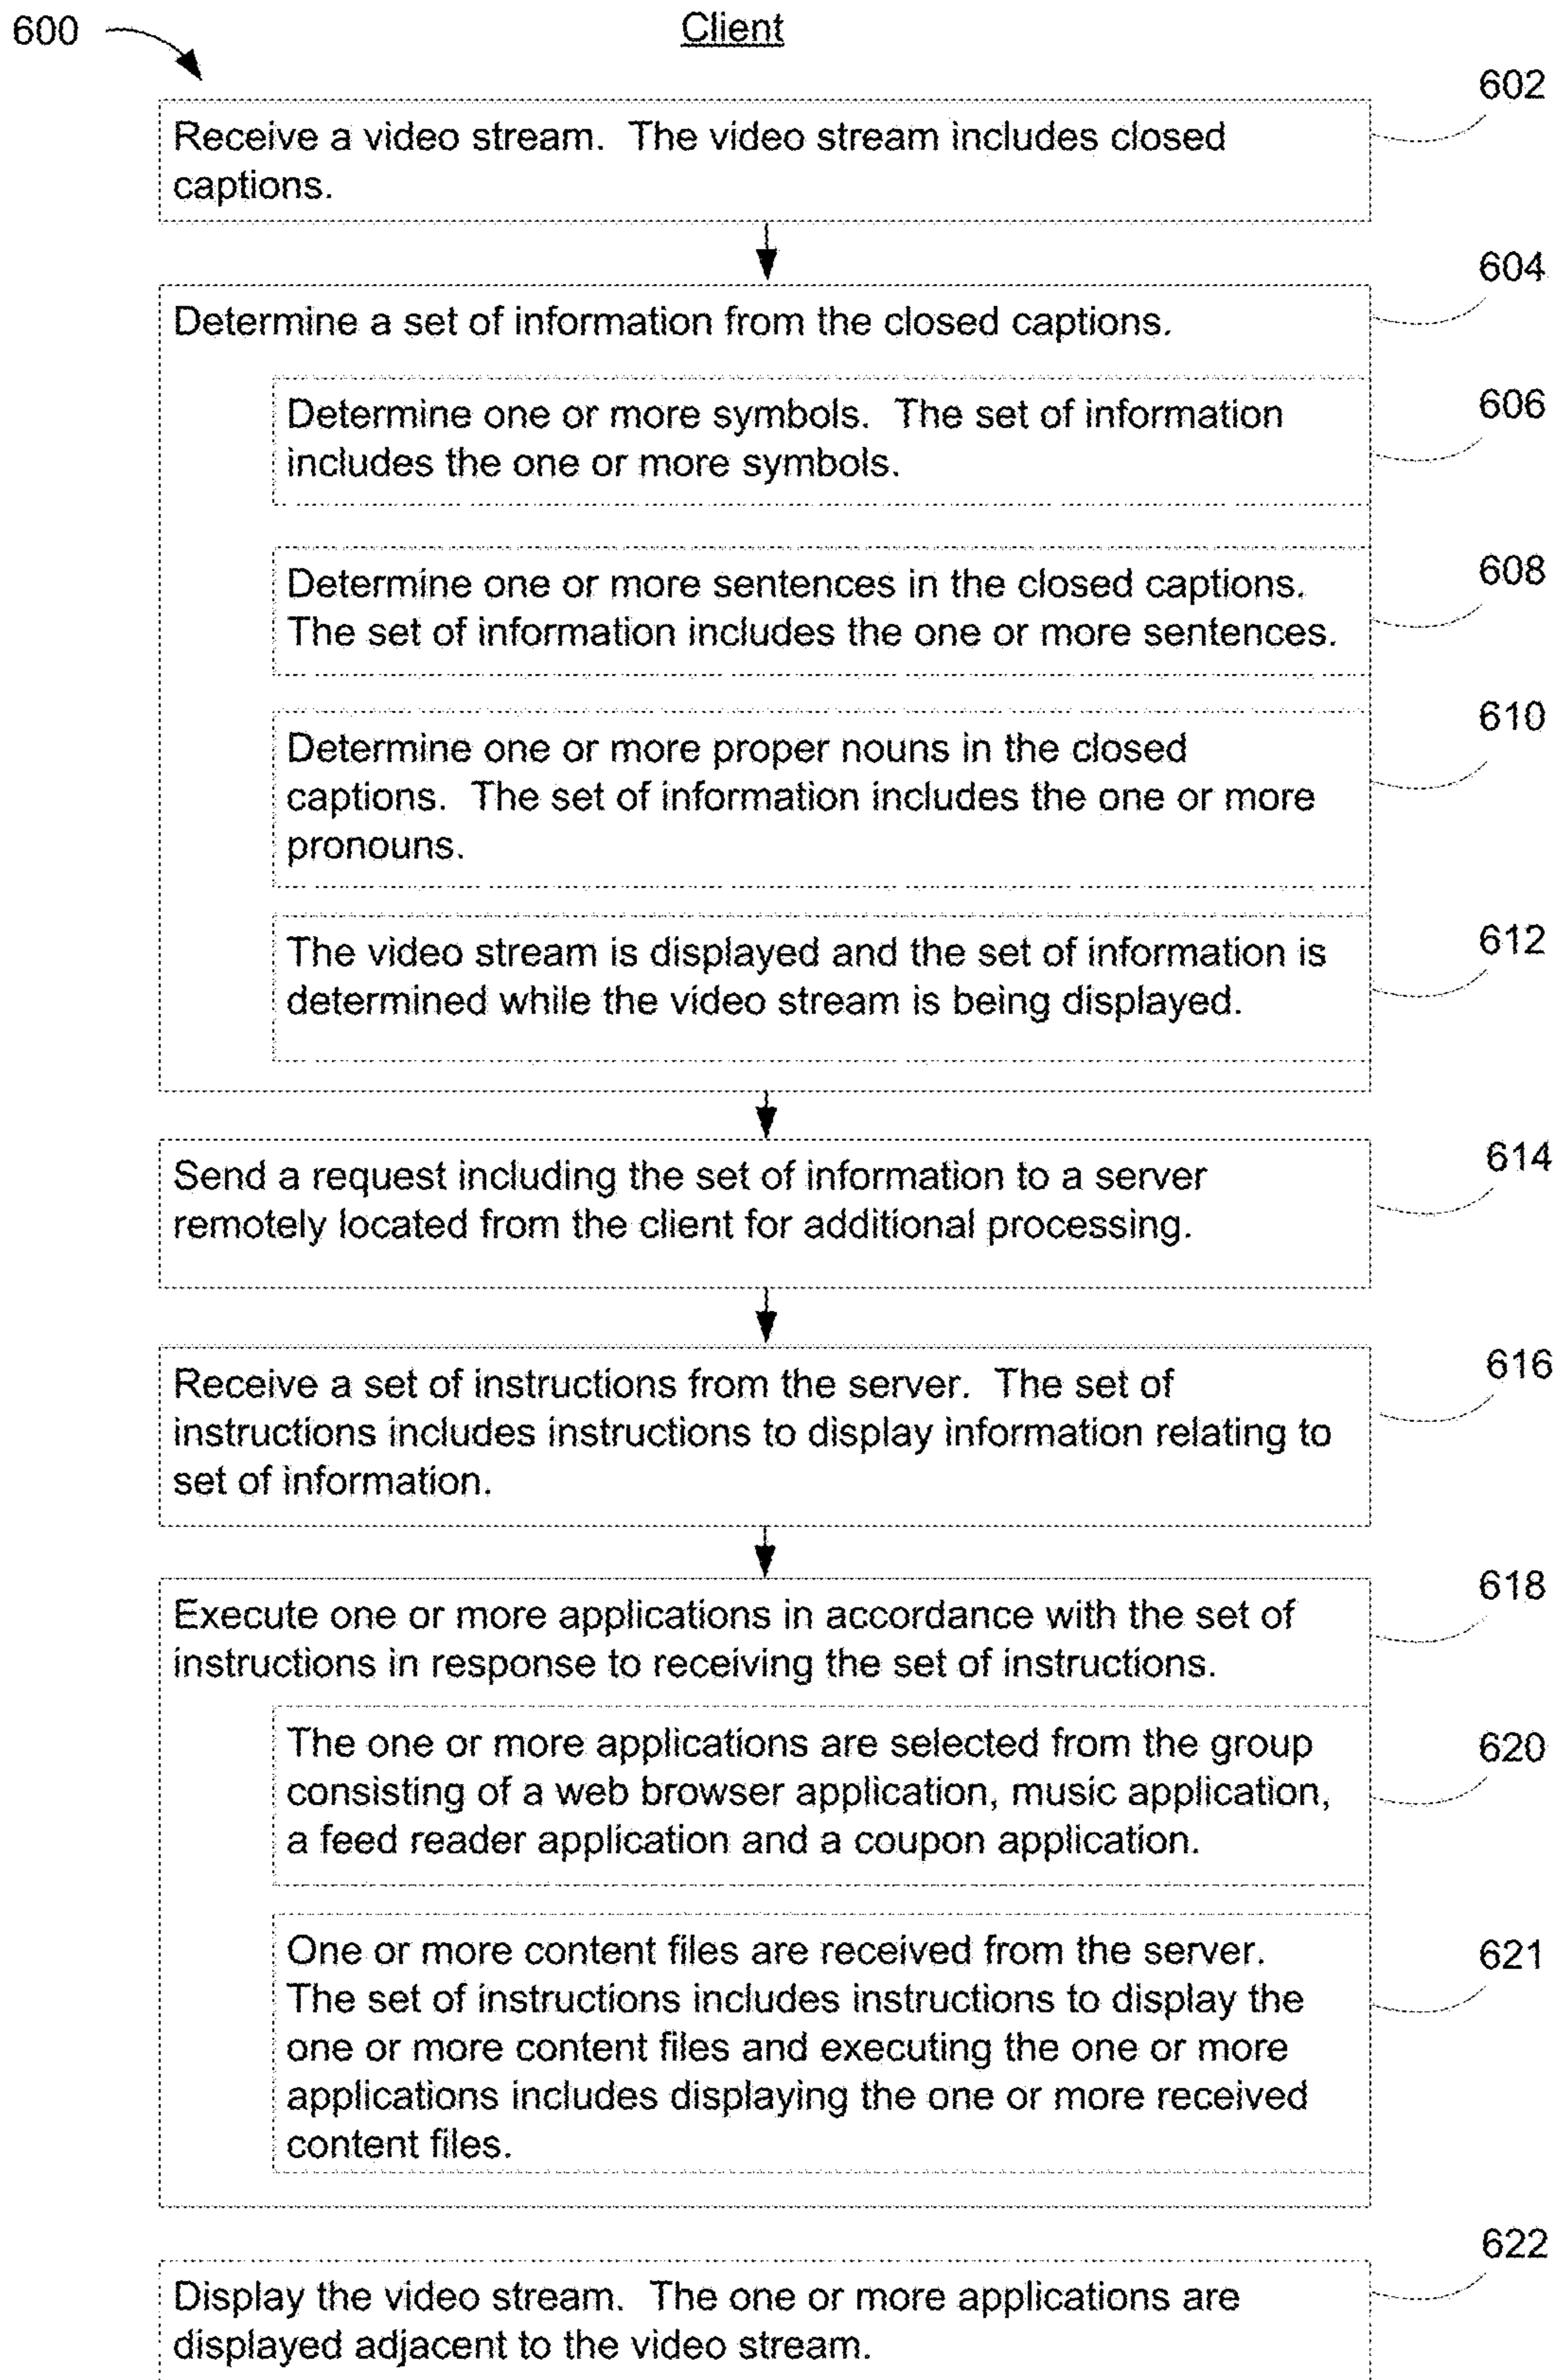 600
Client
602
Receive a video stream. The video stream includes closed
captions.
604
Determine a set of information from the closed captions.
606
Determine one or more symbols. The set of information
includes the one or more symbols.
608
Determine one or more sentences in the closed captions.
The set of information includes the one or more sentences.
610
Determine one or more proper nouns in the closed
captions. The set of information includes the one or more
pronouns.
612
The video stream is displayed and the set of information is
determined while the video stream is being displayed.
614
Send a request including the set of information to a server
remotely located from the client for additional processing.
616
Receive a set of instructions from the server. The set of
instructions includes instructions to display information relating to
set of information.
618
Execute one or more applications in accordance with the set of
instructions in response to receiving the set of instructions.
620
The one or more applications are selected from the group
consisting of a web browser application, music application,
a feed reader application and a coupon application.
621
One or more content files are received from the server.
The set of instructions includes instructions to display the
one or more content files and executing the one or more
applications includes displaying the one or more received
content files.
622
Display the video stream. The one or more applications are
displayed adjacent to the video stream.